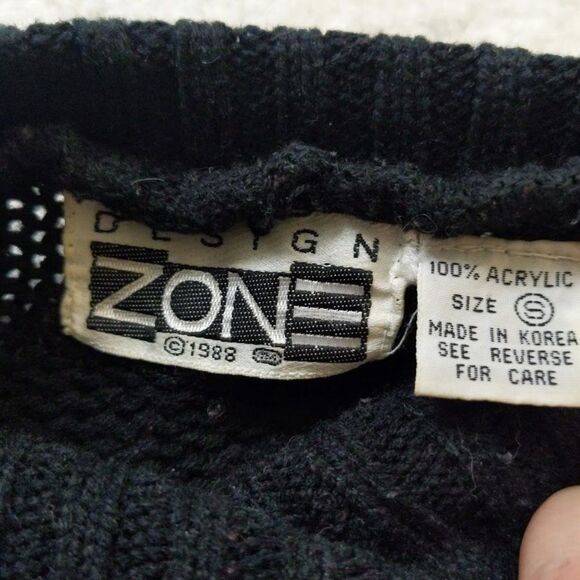 DESIGN
ZONE
©1988
100% ACRYLIC
SIZE S
MADE IN KOREA
SEE REVERSE
FOR CARE